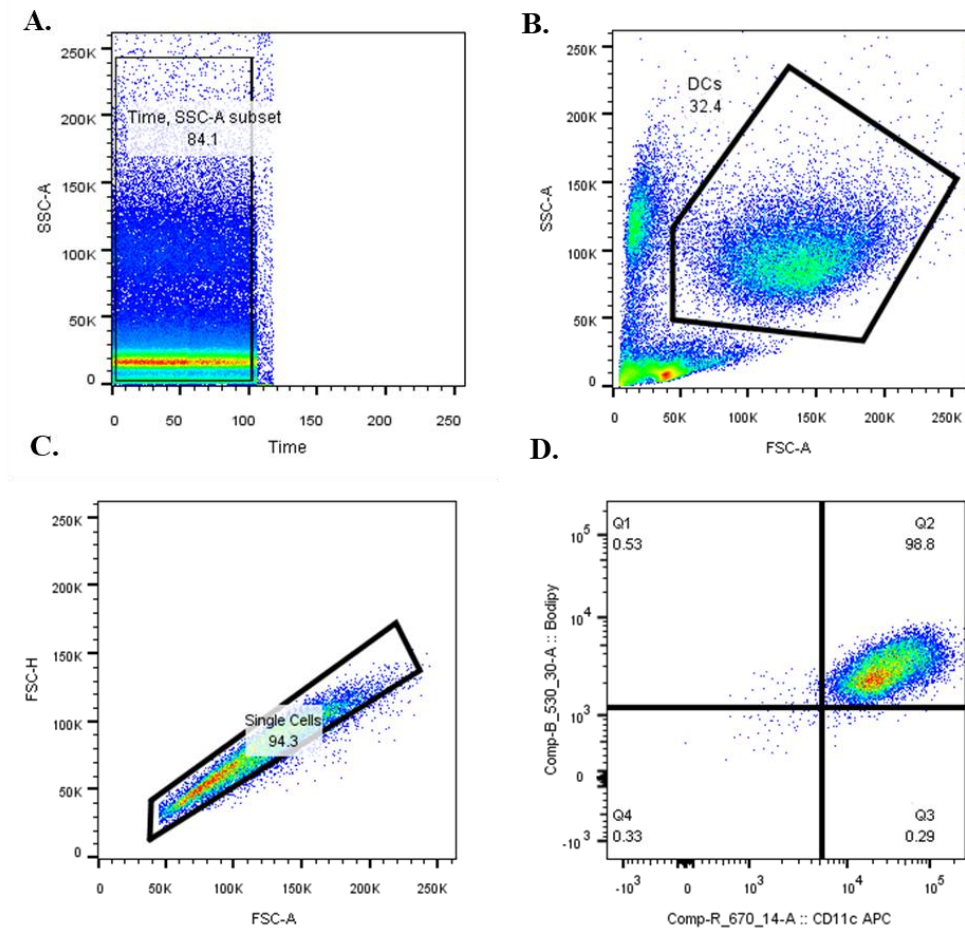 A.
250K
200K
150K
100K
50K
0
SSC-A
Time, SSC-A subset
84.1
0
50
100
150
200
250
Time
B.
250K
200K
150K
100K
50K
0
SSC-A
DCs
32.4
0
50K
100K
150K
200K
250K
FSC-A
C.
250K
200K
150K
100K
50K
0
FSC-H
Single Cells
94.3
0
50K
100K
150K
200K
250K
FSC-A
D.
Comp-B_530_30-A :: Bodipy
10^5
10^4
10^3
0
-10^3
Q1
0.53
Q2
98.8
Q4
0.33
Q3
0.29
-10^3
0
10^3
10^4
10^5
Comp-R_670_14-A :: CD11c APC